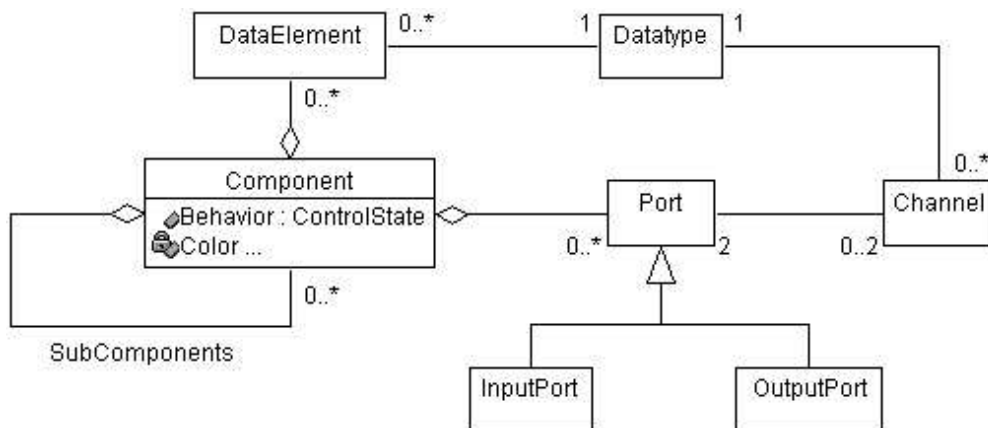 DataElement
0..*
1
Datatype
1
0..*
0..*
Component
Behavior : ControlState
Color ...
0..*
SubComponents
Port
0..*
2
0..2
Channel
InputPort
OutputPort